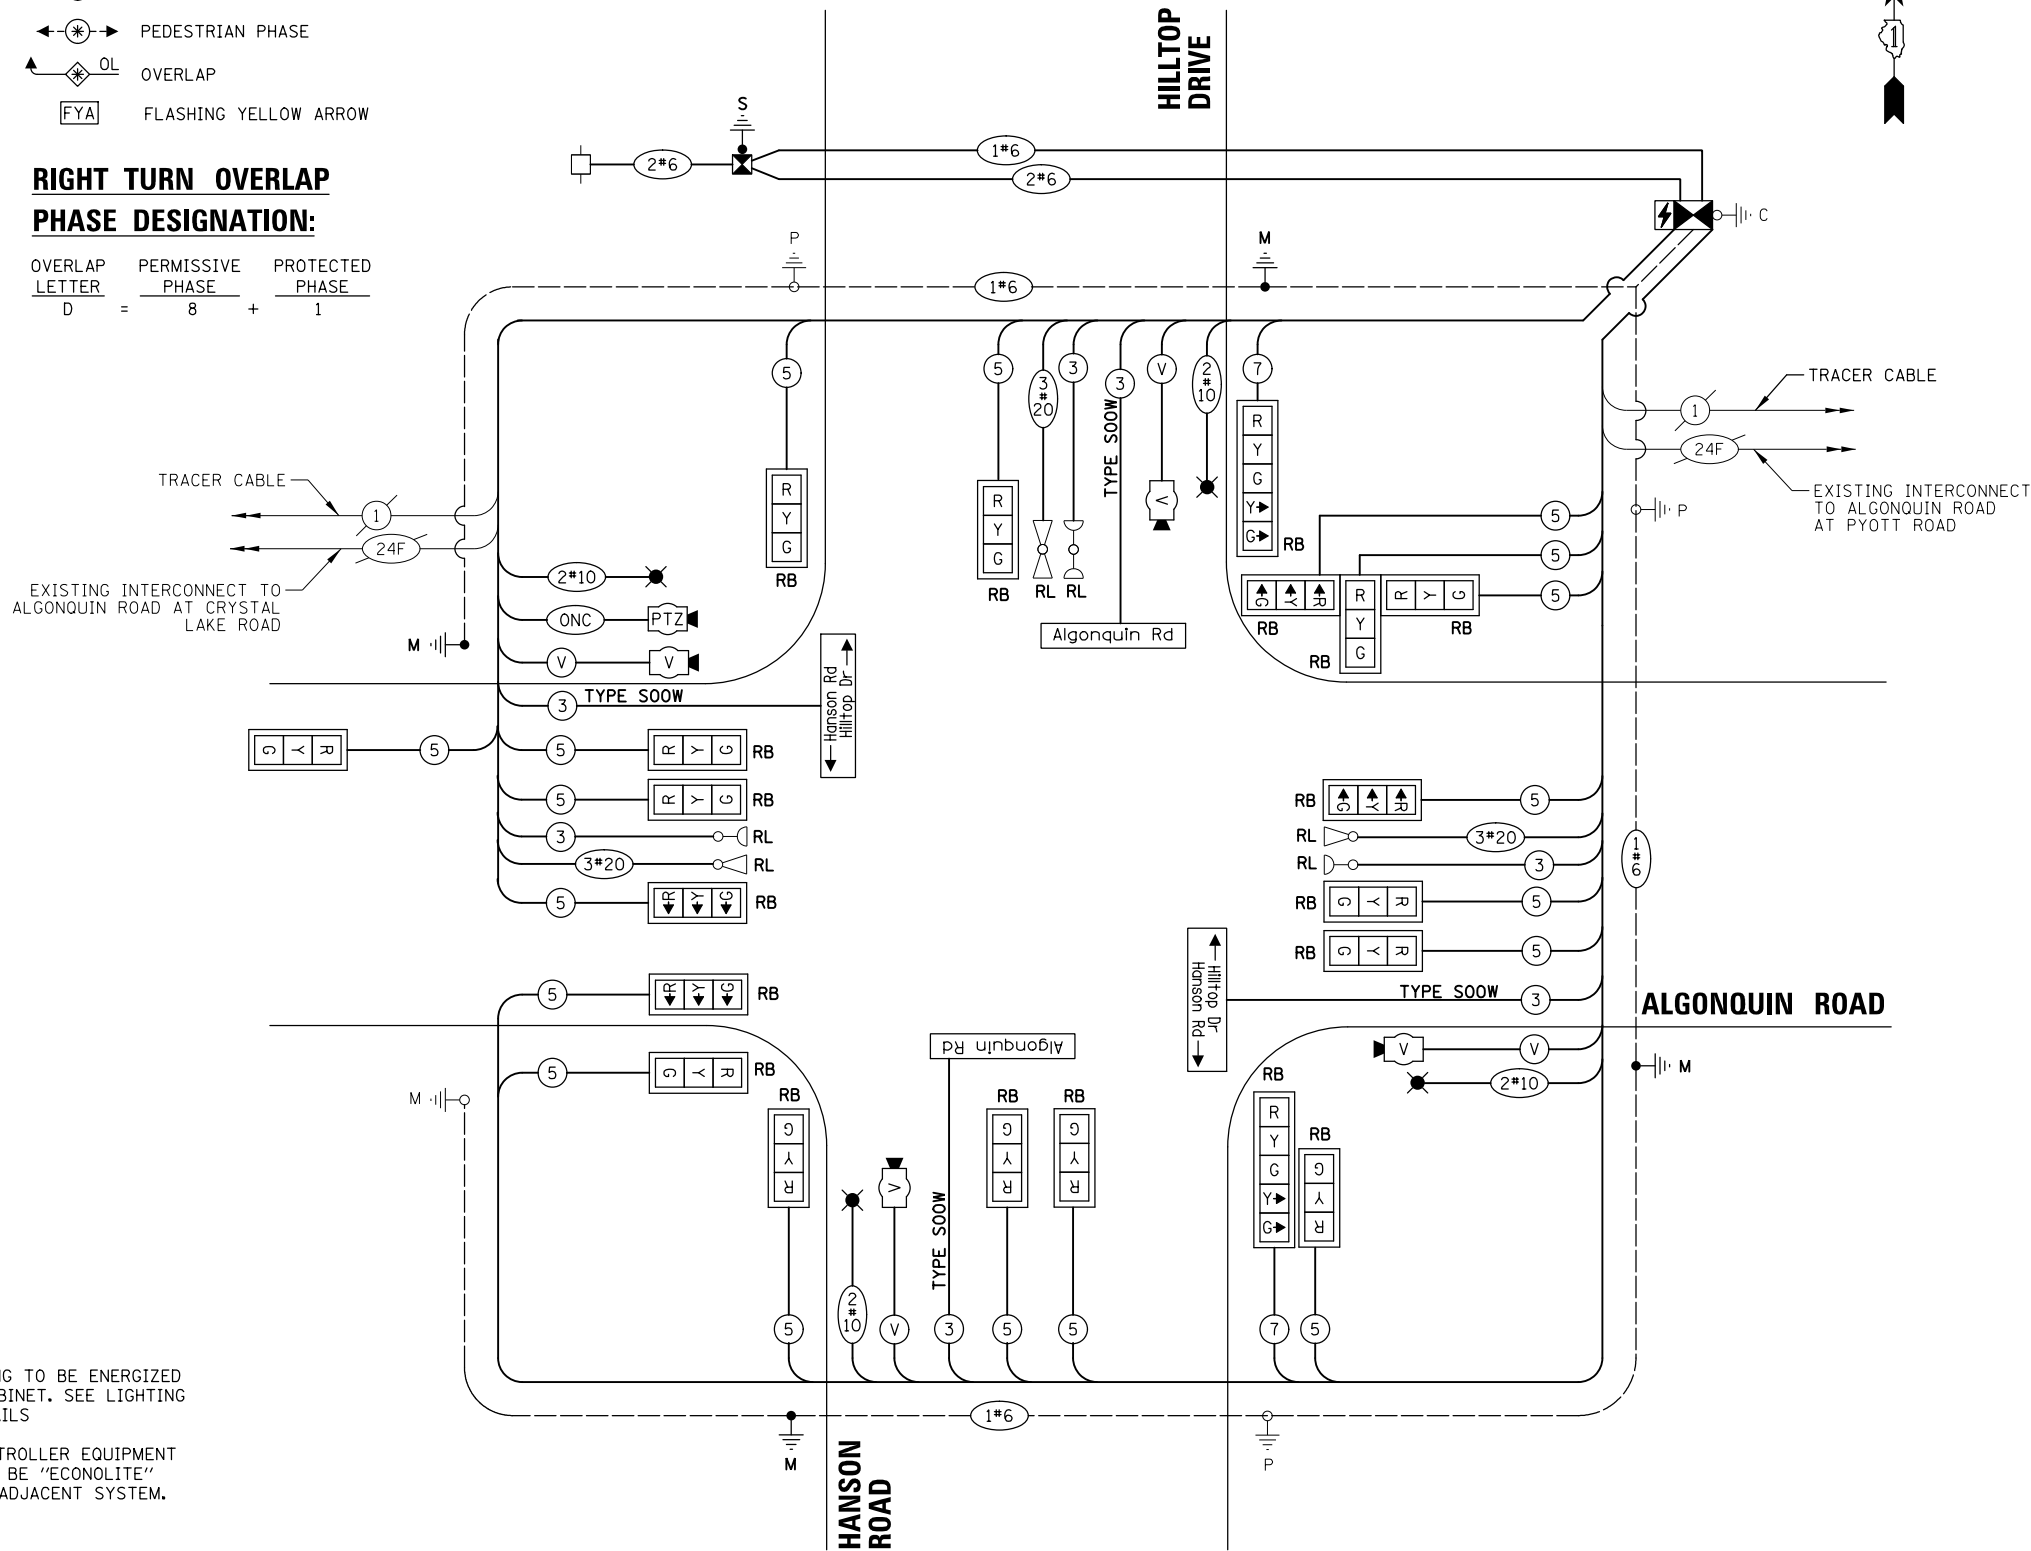 PEDESTRIAN PHASE
OL
OVERLAP
FYA
FLASHING YELLOW ARROW
RIGHT TURN OVERLAP
PHASE DESIGNATION:
OVERLAP LETTER
PERMISSIVE PHASE
PROTECTED PHASE
D = 8 + 1
HILLTOP
DRIVE
1
S
2#6
1#6
2#6
C
P
1#6
M
5
5
3
#
20
3
3
TYPE SOOW
V
2
#
10
7
R
Y
G
RB
R
Y
G
RB
RL
RL
V
Algonquin Rd
R
Y
G
Y
G
RB
TRACER CABLE
1
24F
EXISTING INTERCONNECT
TO ALGONQUIN ROAD
AT PYOTT ROAD
P
5
5
5
G Y R
RB
R
Y
G
RB
R Y G
RB
TRACER CABLE
1
24F
EXISTING INTERCONNECT TO
ALGONQUIN ROAD AT CRYSTAL
LAKE ROAD
M
2#10
ONC
PTZ
V
V
3
TYPE SOOW
Hanson Rd
Hilltop Dr
G Y R
5
5
R Y G
RB
5
R Y G
RB
3
RL
3#20
RL
5
R Y G
RB
5
R Y G
RB
5
G Y R
RB
RB
G Y R
5
RL
3#20
RL
3
RB
G Y R
5
RB
G Y R
5
1
#
6
Hilltop Dr
Hanson Rd
TYPE SOOW
3
ALGONQUIN ROAD
V
V
2#10
M
M
RB
G
Y
R
5
2
#
10
V
V
Algonquin Rd
TYPE SOOW
3
RB
G
Y
R
5
RB
G
Y
R
5
RB
R
Y
G
Y
G
7
RB
G
Y
R
5
1#6
M
P
HANSON
ROAD
TO BE ENERGIZED
SEE LIGHTING
EQUIPMENT
BE "ECONOLITE"
ADJACENT SYSTEM.